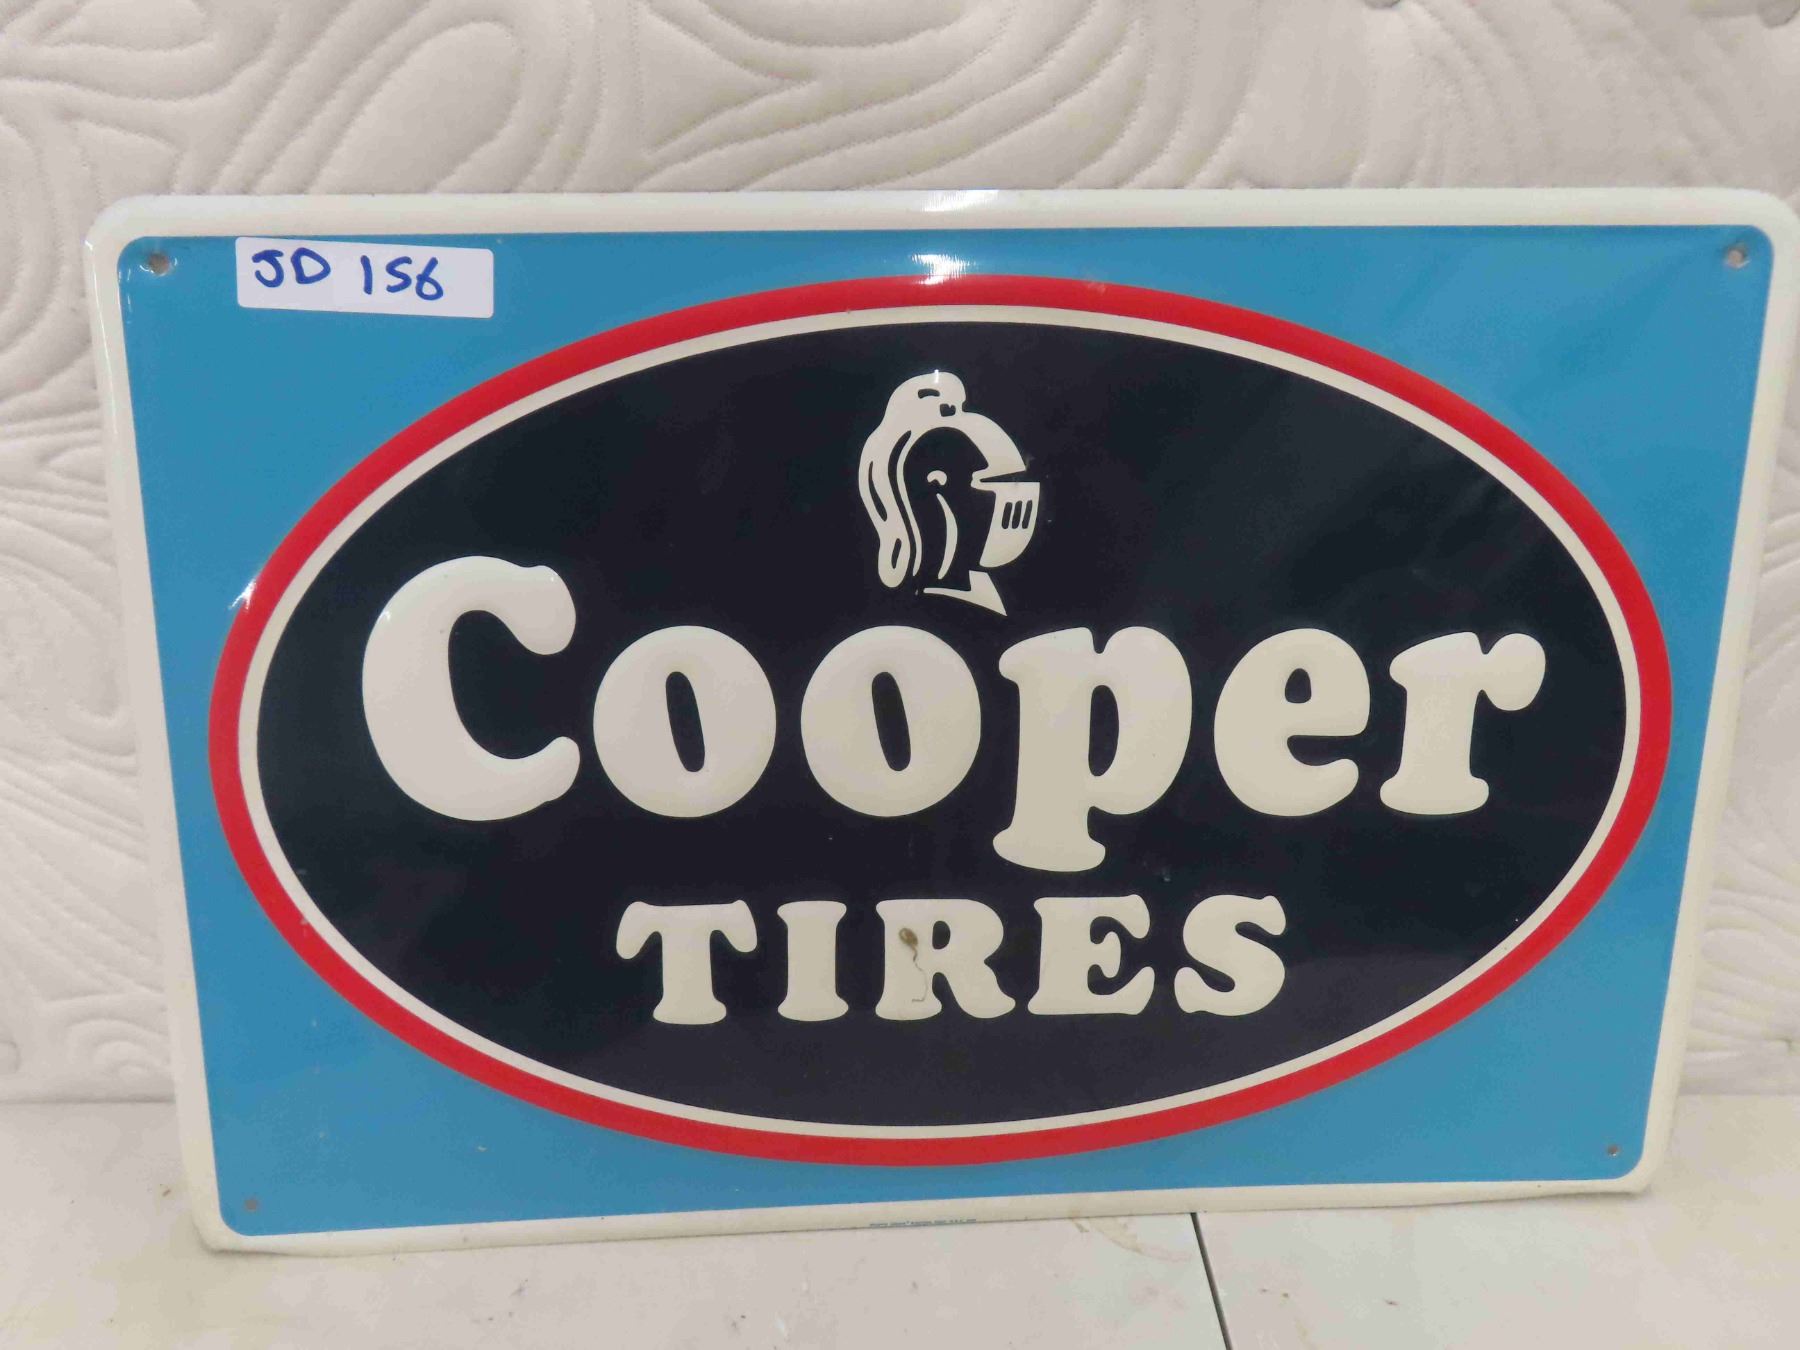 JD 156
Cooper
TIRES